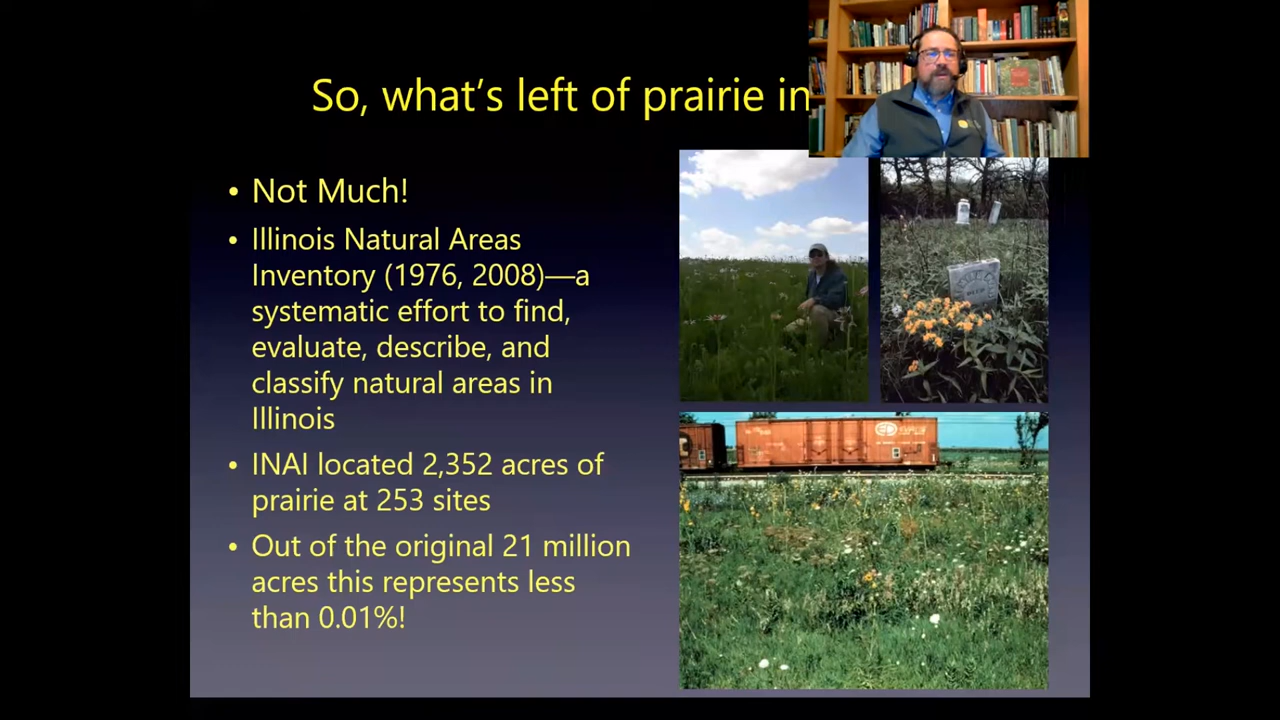 So, what's left of prairie in
• Not Much!
• Illinois Natural Areas
Inventory (1976, 2008)—a
systematic effort to find,
evaluate, describe, and
classify natural areas in
Illinois
• INAI located 2,352 acres of
prairie at 253 sites
• Out of the original 21 million
acres this represents less
than 0.01%!